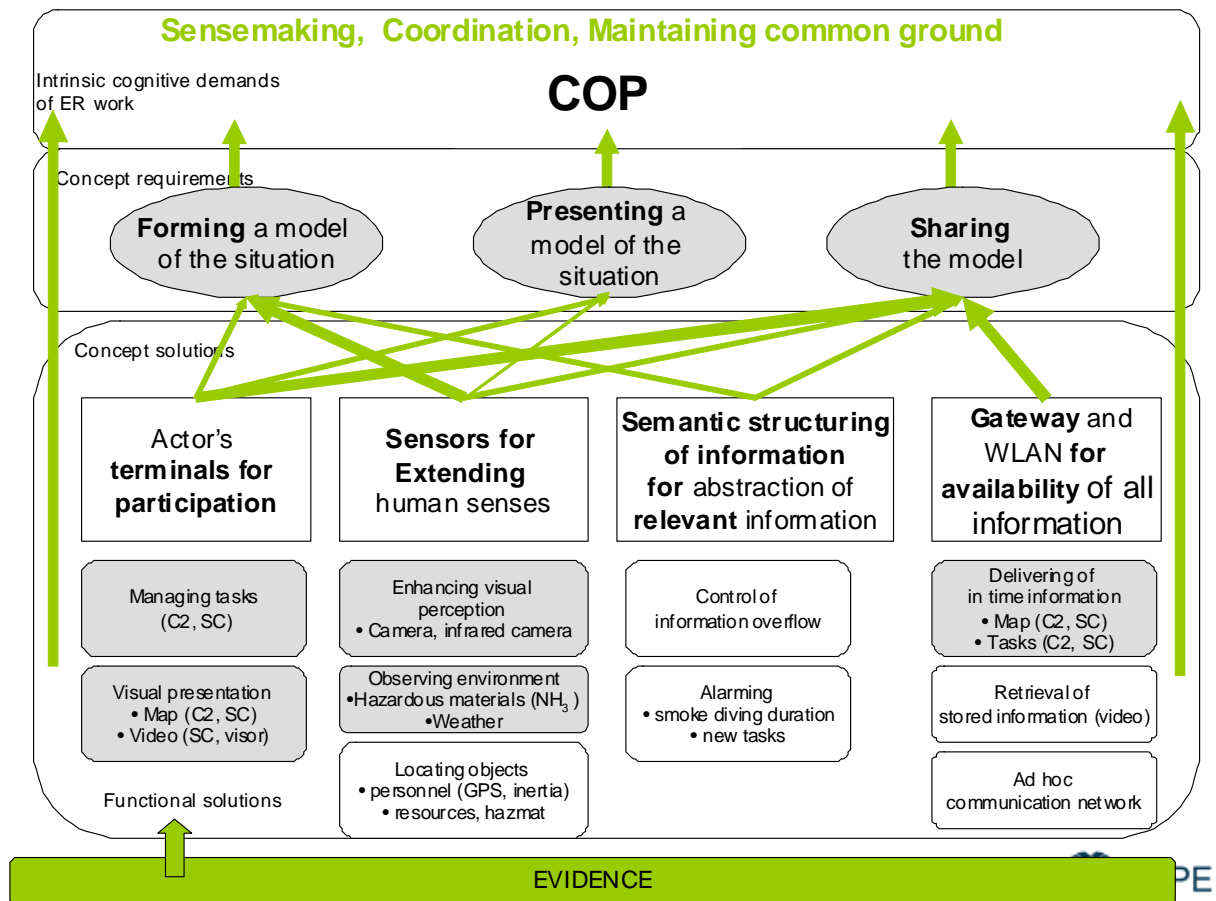 Sensemaking, Coordination, Maintaining common ground
Intrinsic cognitive demands
of ER work
COP
Concept requirements
Forming a model
of the situation
Presenting a
model of the
situation
Sharing
the model
Concept solutions
Actor's
terminals for
participation
Sensors for
Extending
human senses
Semantic structuring
of information
for abstraction of
relevant information
Gateway and
WLAN for
availability of all
information
Managing tasks
(C2, SC)
Visual presentation
• Map (C2, SC)
• Video (SC, visor)
Functional solutions
Enhancing visual
perception
• Camera, infrared camera
Observing environment
•Hazardous materials (NH3 )
•Weather
Locating objects
• personnel (GPS, inertia)
• resources, hazmat
Control of
information overflow
Alarming
• smoke diving duration
• new tasks
Delivering of
in time information
• Map (C2, SC)
• Tasks (C2, SC)
Retrieval of
stored information (video)
Ad hoc
communication network
EVIDENCE
PE